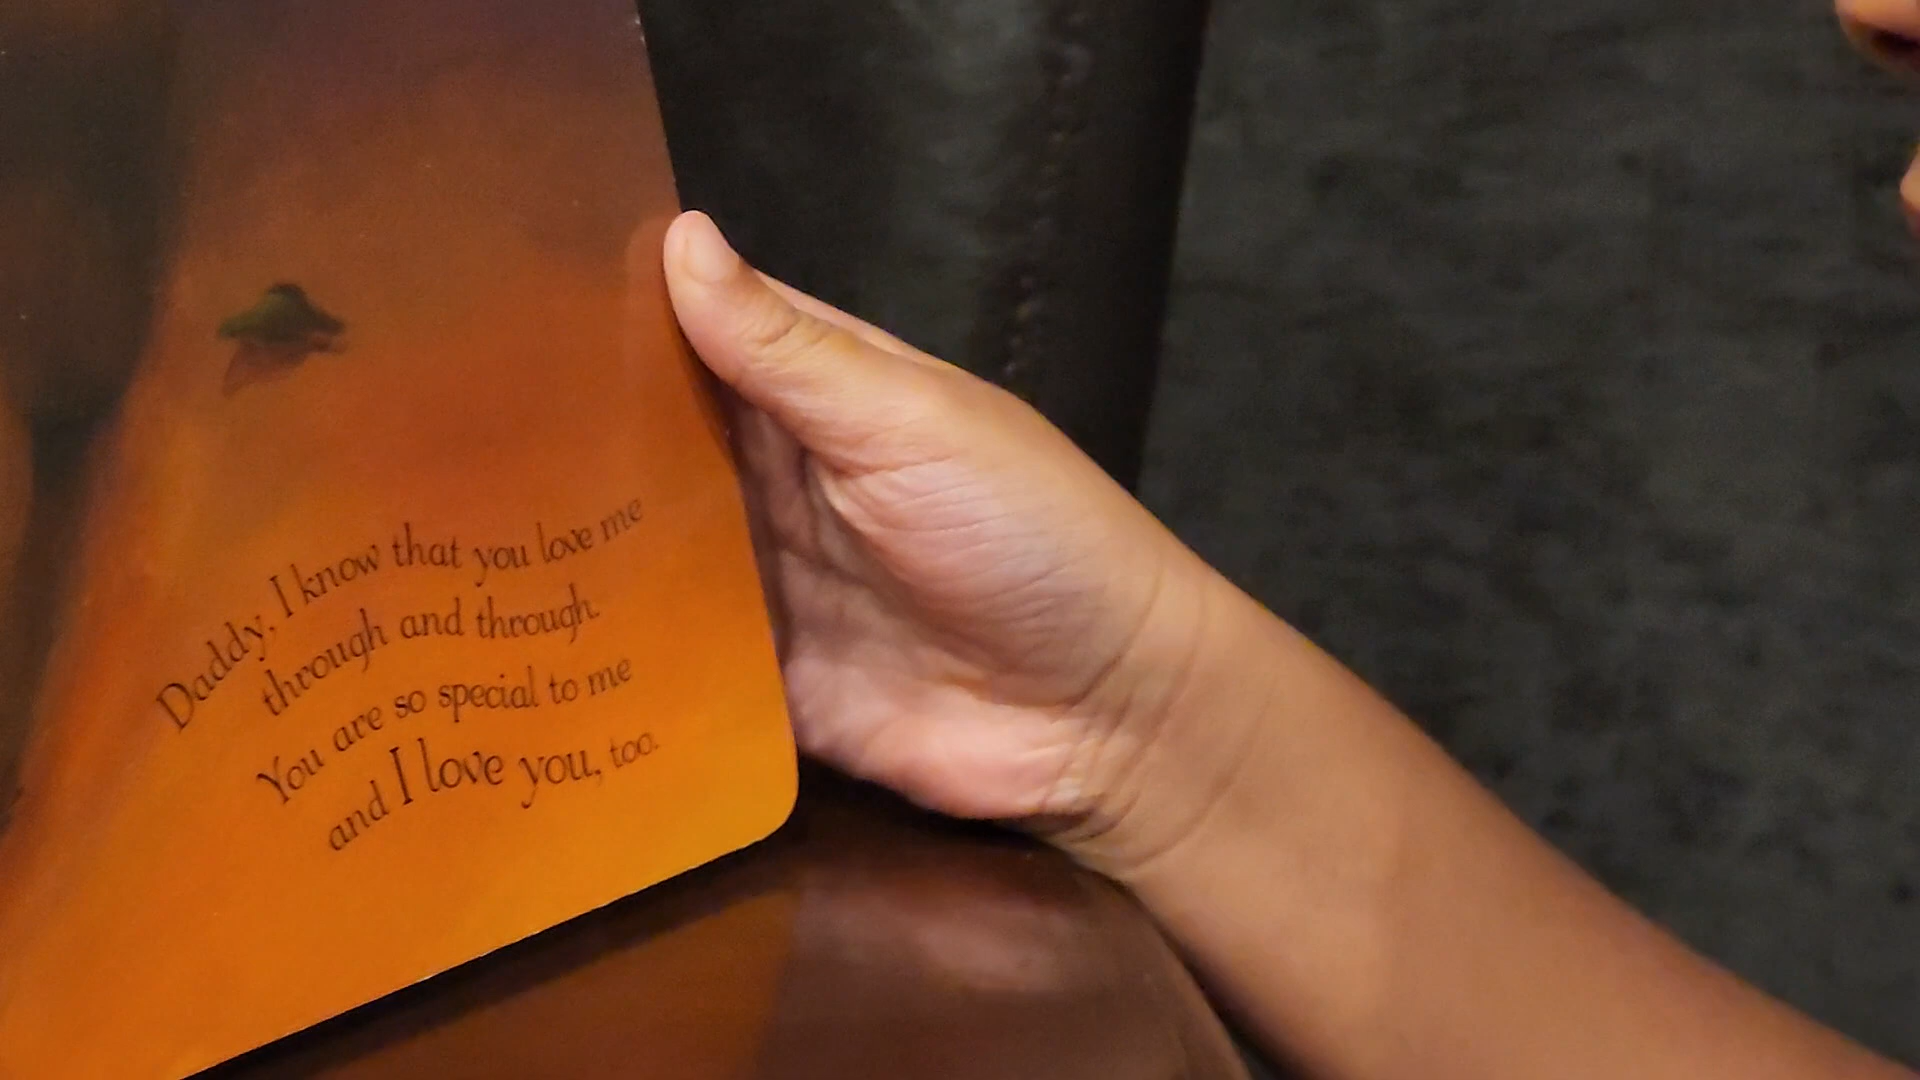 Daddy, I know that you love me
through and through.
You are so special to me
and I love you, too.